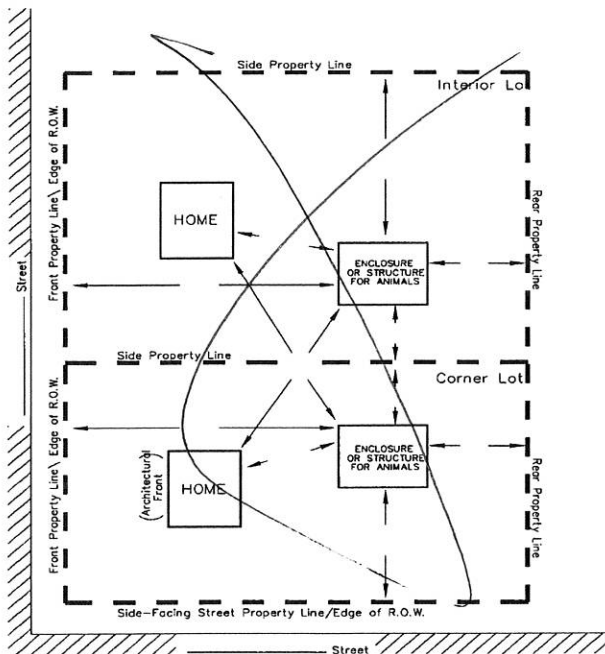 Side Property Line
Interior Lo
Front Property Line\ Edge of R.O.W.
Rear Property Line
HOME
ENCLOSURE
OR STRUCTURE
FOR ANIMALS
Street
Side Property Line
Corner Lot
Front Property Line\ Edge of R.O.W.
(Architectural
Front)
HOME
ENCLOSURE
OR STRUCTURE
FOR ANIMALS
Rear Property Line
Side-Facing Street Property Line/Edge of R.O.W.
Street